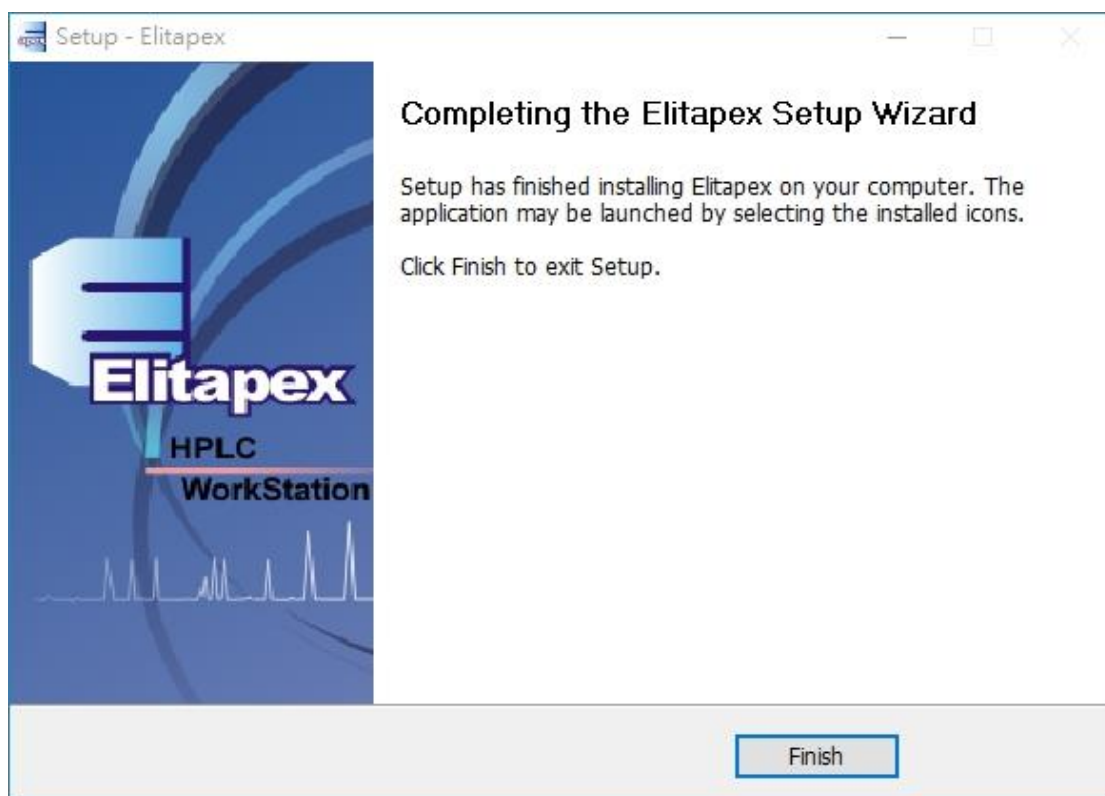 Setup - Elitapex
Completing the Elitapex Setup Wizard
Setup has finished installing Elitapex on your computer. The
application may be launched by selecting the installed icons.
Click Finish to exit Setup.
Elitapex
HPLC
WorkStation
Finish